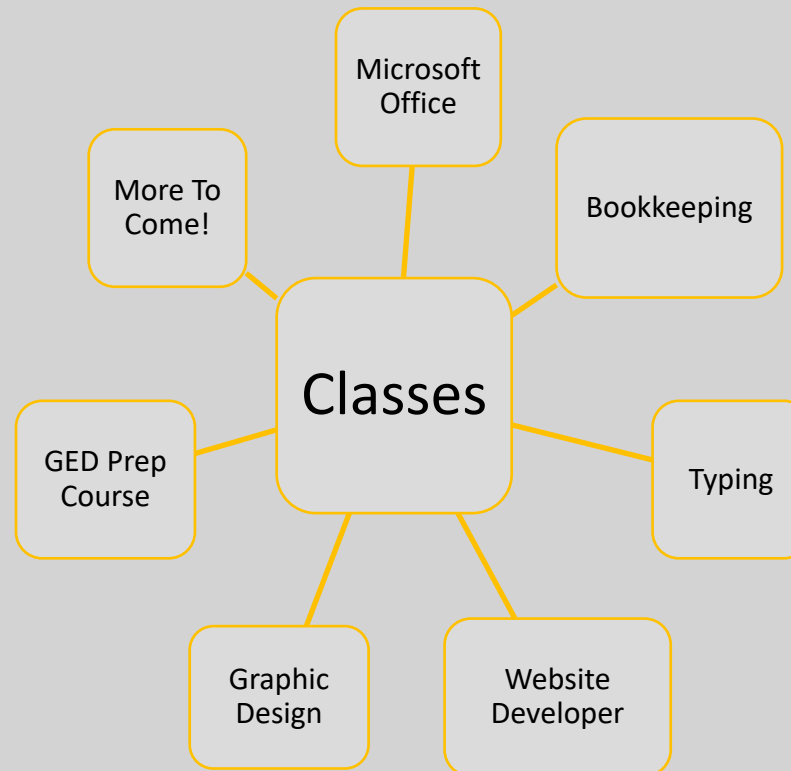 Microsoft
Office
Bookkeeping
More To
Come!
Classes
GED Prep
Course
Typing
Graphic
Design
Website
Developer